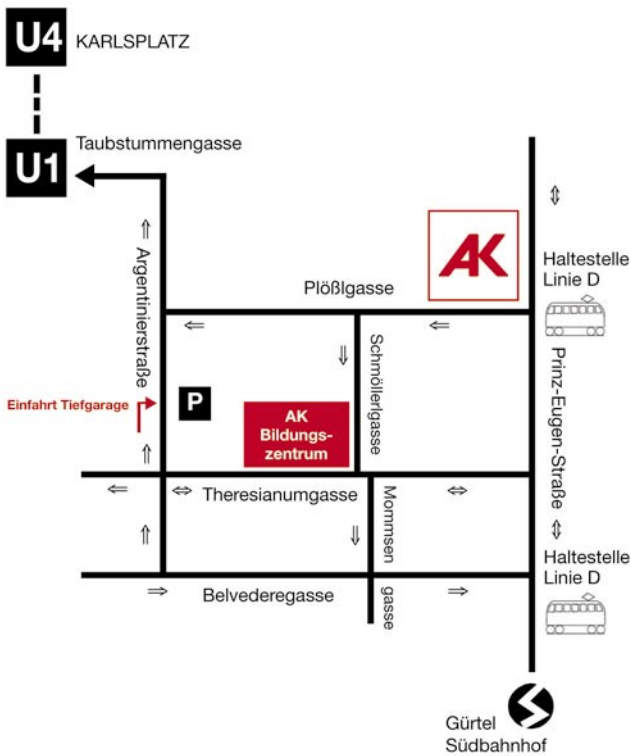 U4 KARLSPLATZ
Taubstummengasse
U1
AK
Argentinierstraße
Plößlgasse
Haltestelle
Linie D
Schmöllerlgasse
Prinz-Eugen-Straße
Einfahrt Tiefgarage
P
AK
Bildungs-
zentrum
Theresianumgasse
Mommsen
gasse
Belvederegasse
Haltestelle
Linie D
Gürtel
Südbahnhof